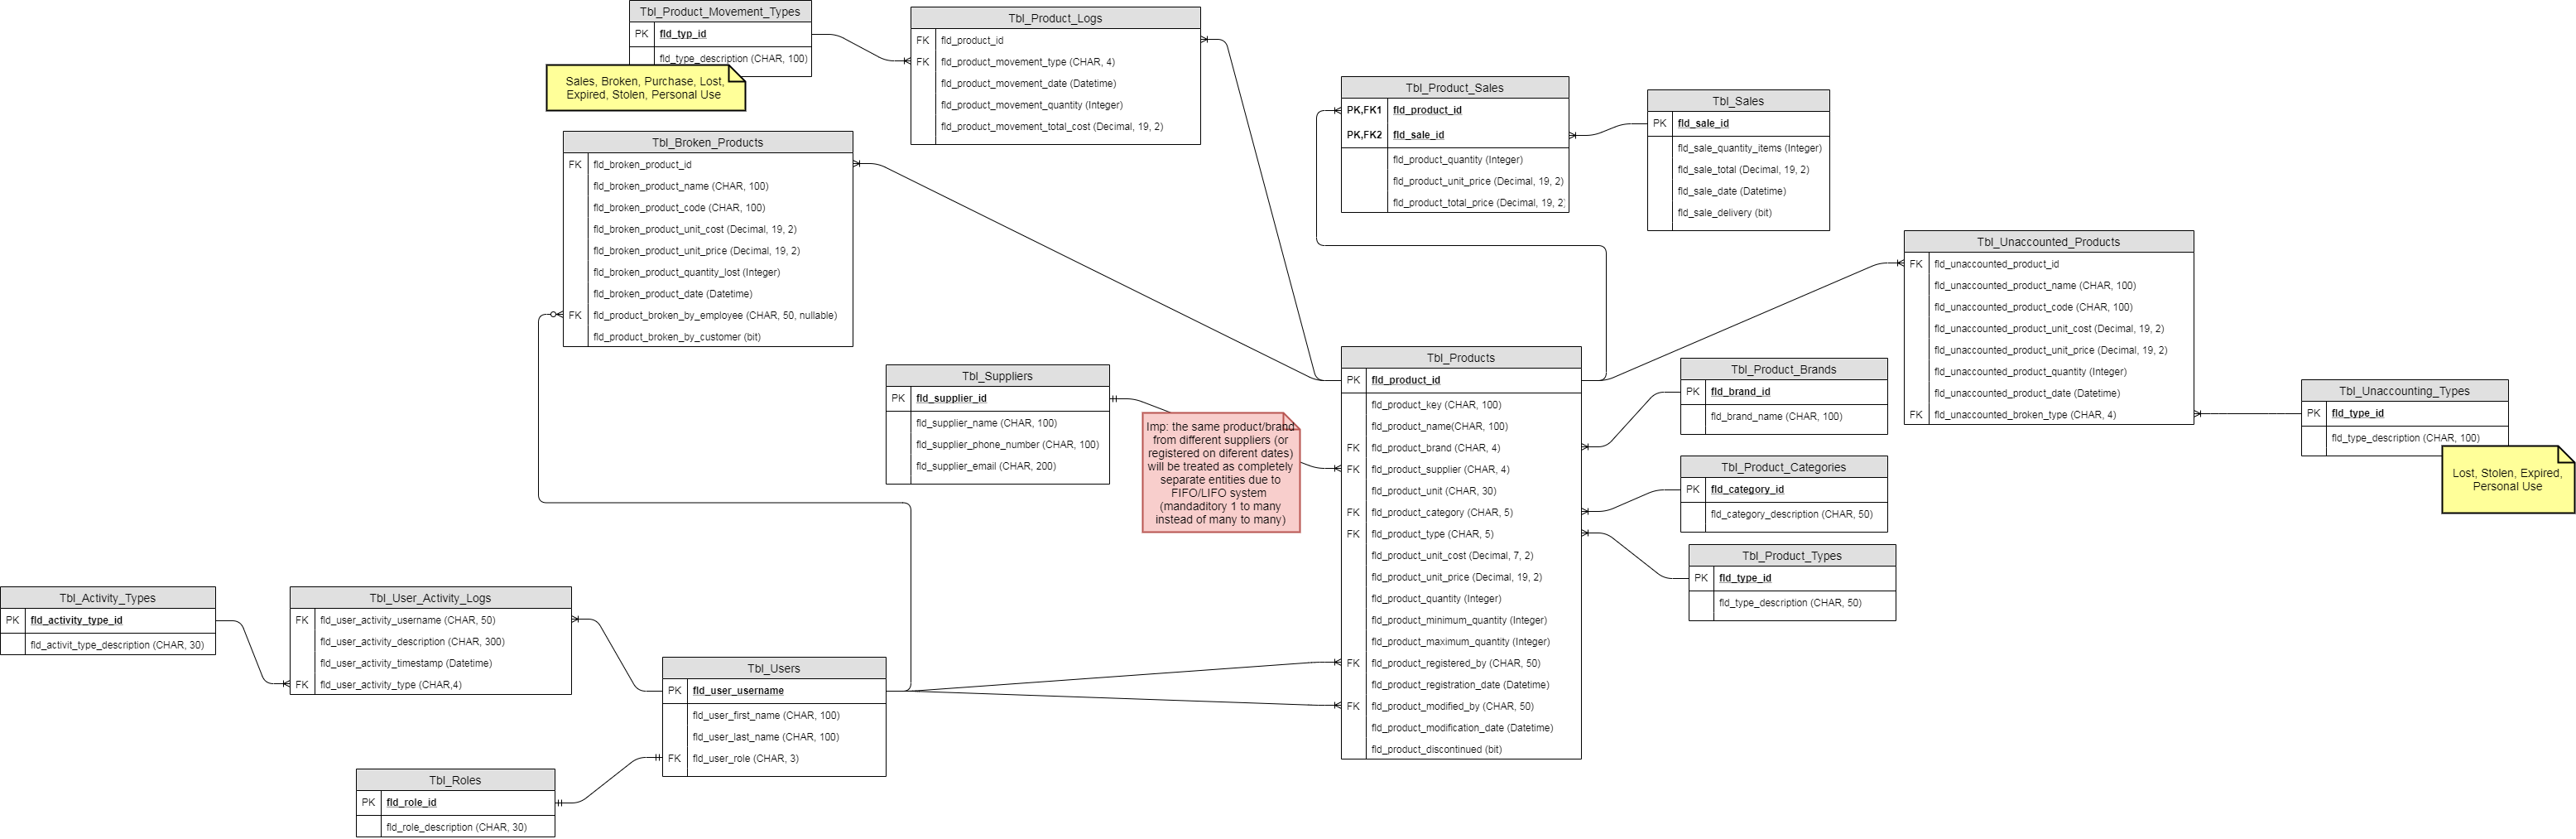 Tbl_Product_Movement_Types
PK fld_typ_id
fld_type_description (CHAR, 100)
Sales, Broken, Purchase, Lost,
Expired, Stolen, Personal Use
Tbl_Product_Logs
FK fld_product_id
FK fld_product_movement_type (CHAR, 4)
fld_product_movement_date (Datetime)
fld_product_movement_quantity (Integer)
fld_product_movement_total_cost (Decimal, 19, 2)
Tbl_Product_Sales
PK,FK1 fld_product_id
PK,FK2 fld_sale_id
fld_product_quantity (Integer)
fld_product_unit_price (Decimal, 19, 2)
fld_product_total_price (Decimal, 19, 2)
Tbl_Sales
PK fld_sale_id
fld_sale_quantity_items (Integer)
fld_sale_total (Decimal, 19, 2)
fld_sale_date (Datetime)
fld_sale_delivery (bit)
Tbl_Broken_Products
FK fld_broken_product_id
fld_broken_product_name (CHAR, 100)
fld_broken_product_code (CHAR, 100)
fld_broken_product_unit_cost (Decimal, 19, 2)
fld_broken_product_unit_price (Decimal, 19, 2)
fld_broken_product_quantity_lost (Integer)
fld_broken_product_date (Datetime)
FK fld_product_broken_by_employee (CHAR, 50, nullable)
fld_product_broken_by_customer (bit)
Tbl_Unaccounted_Products
FK fld_unaccounted_product_id
fld_unaccounted_product_name (CHAR, 100)
fld_unaccounted_product_code (CHAR, 100)
fld_unaccounted_product_unit_cost (Decimal, 19, 2)
fld_unaccounted_product_unit_price (Decimal, 19, 2)
fld_unaccounted_product_quantity (Integer)
fld_unaccounted_product_date (Datetime)
FK fld_unaccounted_broken_type (CHAR, 4)
Tbl_Unaccounting_Types
PK fld_type_id
fld_type_description (CHAR, 100)
Lost, Stolen, Expired,
Personal Use
Tbl_Suppliers
PK fld_supplier_id
fld_supplier_name (CHAR, 100)
fld_supplier_phone_number (CHAR, 100)
fld_supplier_email (CHAR, 200)
Imp: the same product/brand
from different suppliers (or
registered on diferent dates)
will be treated as completely
separate entities due to
FIFO/LIFO system
(mandaditory 1 to many
instead of many to many)
Tbl_Products
PK fld_product_id
fld_product_key (CHAR, 100)
fld_product_name(CHAR, 100)
FK fld_product_brand (CHAR, 4)
FK fld_product_supplier (CHAR, 4)
fld_product_unit (CHAR, 30)
FK fld_product_category (CHAR, 5)
FK fld_product_type (CHAR, 5)
fld_product_unit_cost (Decimal, 7, 2)
fld_product_unit_price (Decimal, 19, 2)
fld_product_quantity (Integer)
fld_product_minimum_quantity (Integer)
fld_product_maximum_quantity (Integer)
FK fld_product_registered_by (CHAR, 50)
fld_product_registration_date (Datetime)
FK fld_product_modified_by (CHAR, 50)
fld_product_modification_date (Datetime)
fld_product_discontinued (bit)
Tbl_Product_Brands
PK fld_brand_id
fld_brand_name (CHAR, 100)
Tbl_Product_Categories
PK fld_category_id
fld_category_description (CHAR, 50)
Tbl_Product_Types
PK fld_type_id
fld_type_description (CHAR, 50)
Tbl_Activity_Types
PK fld_activity_type_id
fld_activit_type_description (CHAR, 30)
Tbl_User_Activity_Logs
FK fld_user_activity_username (CHAR, 50)
fld_user_activity_description (CHAR, 300)
fld_user_activity_timestamp (Datetime)
FK fld_user_activity_type (CHAR,4)
Tbl_Users
PK fld_user_username
fld_user_first_name (CHAR, 100)
fld_user_last_name (CHAR, 100)
FK fld_user_role (CHAR, 3)
Tbl_Roles
PK fld_role_id
fld_role_description (CHAR, 30)